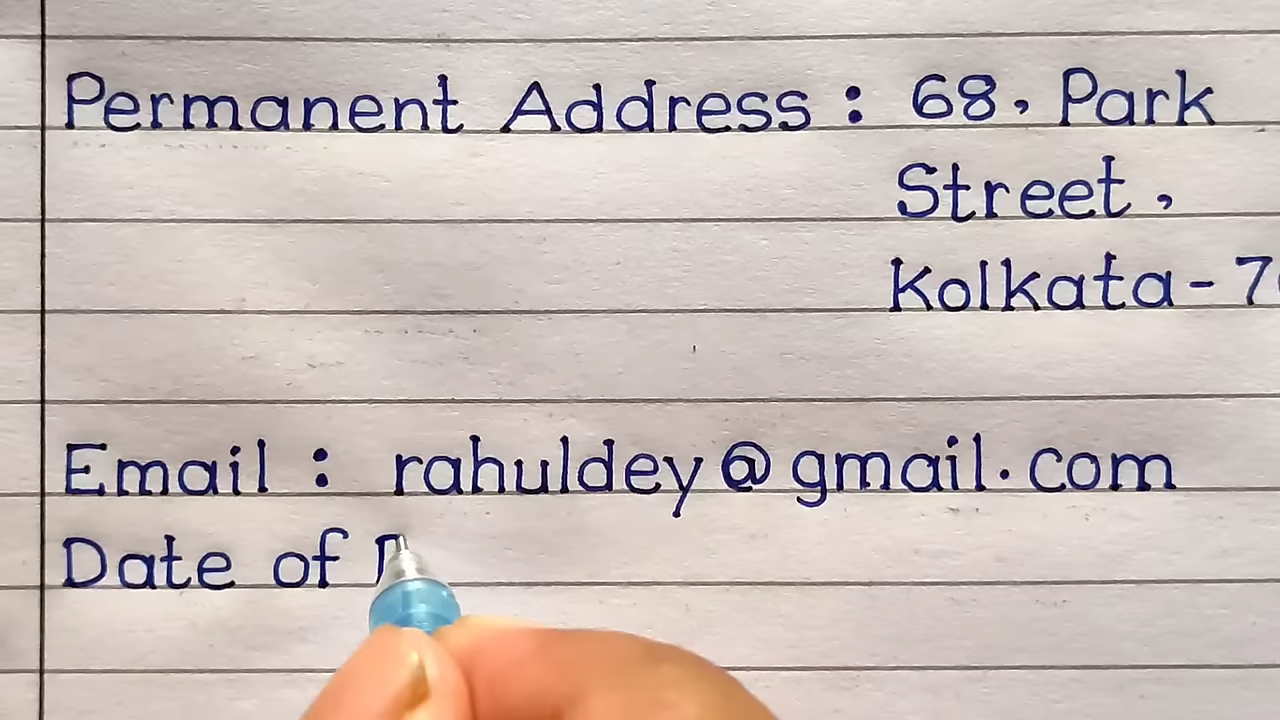 Permanent Address : 68, Park
Street,
Kolkata-
Email : rahuldey@gmail.com
Date of